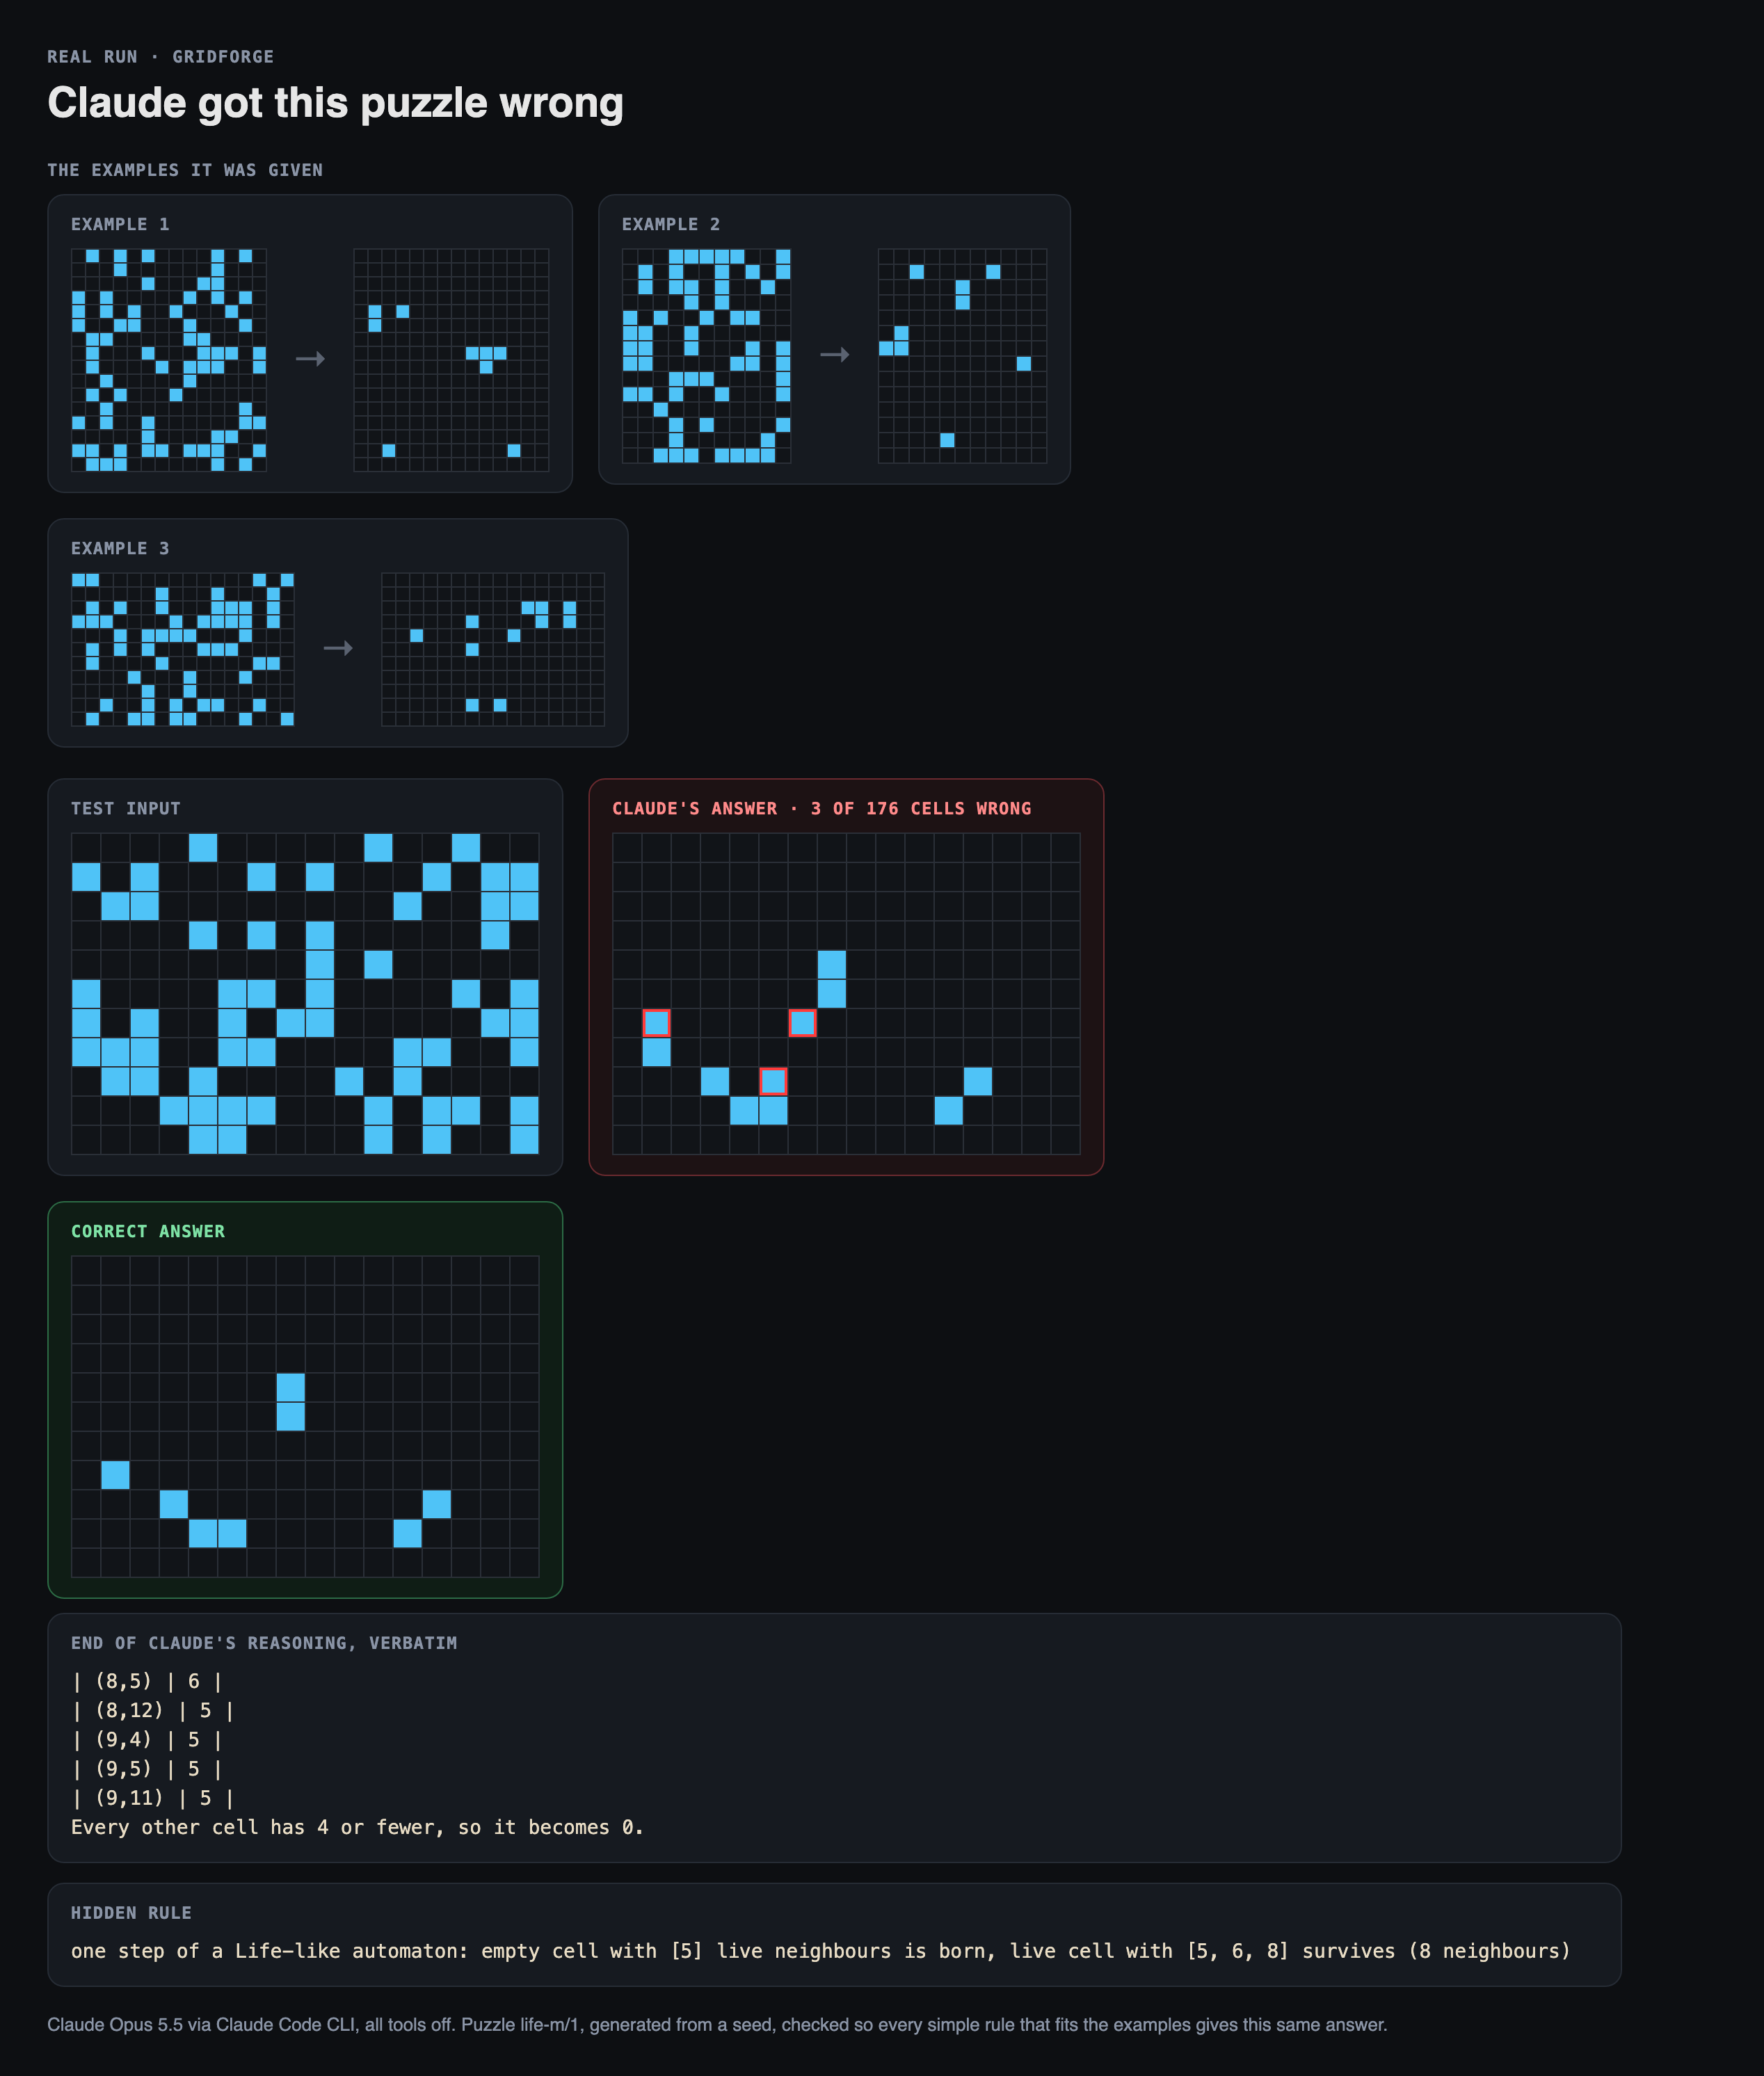 REAL RUN · GRIDFORGE
Claude got this puzzle wrong
THE EXAMPLES IT WAS GIVEN
EXAMPLE 1
EXAMPLE 2
EXAMPLE 3
TEST INPUT
CLAUDE'S ANSWER · 3 OF 176 CELLS WRONG
CORRECT ANSWER
END OF CLAUDE'S REASONING, VERBATIM
| (8,5) | 6 |
| (8,12) | 5 |
| (9,4) | 5 |
| (9,5) | 5 |
| (9,11) | 5 |
Every other cell has 4 or fewer, so it becomes 0.
HIDDEN RULE
one step of a Life-like automaton: empty cell with [5] live neighbours is born, live cell with [5, 6, 8] survives (8 neighbours)
Claude Opus 5.5 via Claude Code CLI, all tools off. Puzzle life-m/1, generated from a seed, checked so every simple rule that fits the examples gives this same answer.